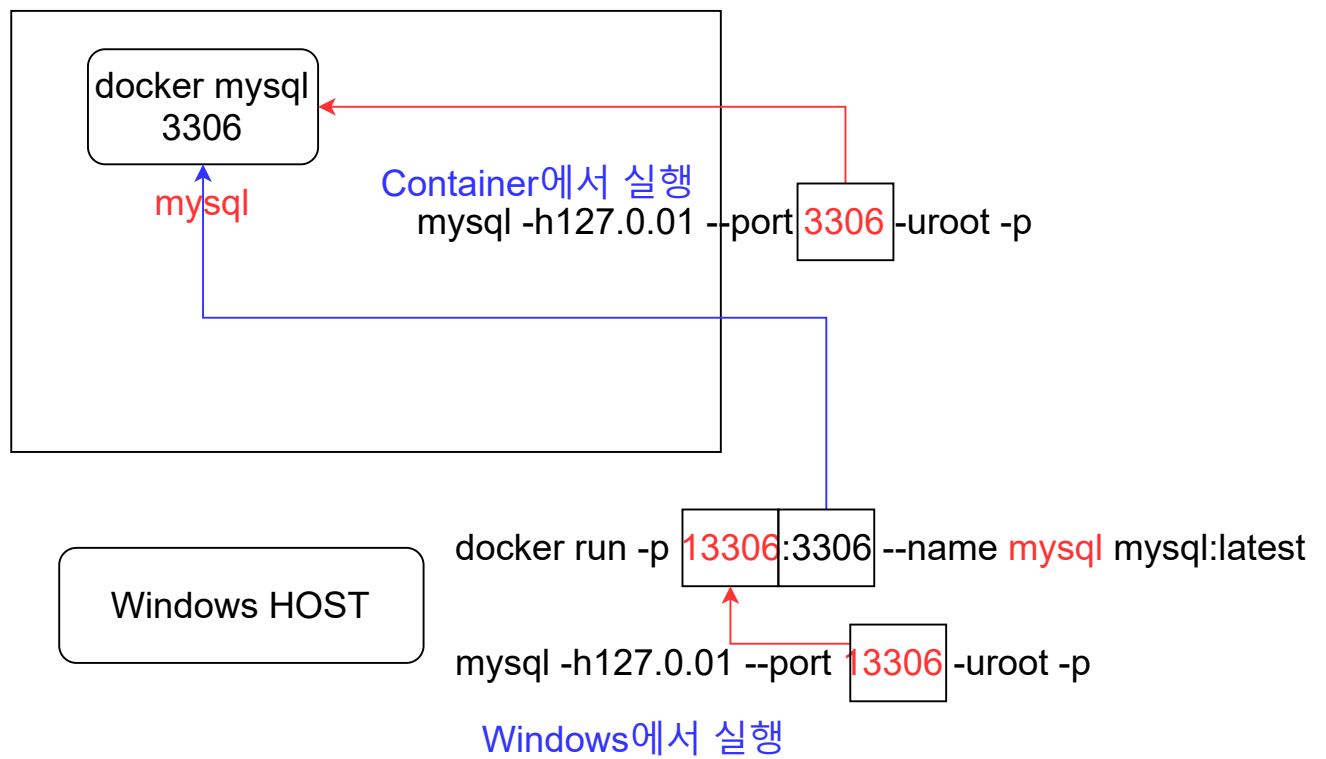 docker mysql
3306
mysql
Container에서 실행
mysql -h127.0.01 --port 3306 -uroot -p
docker run -p 13306:3306 --name mysql mysql:latest
Windows HOST
mysql -h127.0.01 --port 13306 -uroot -p
Windows에서 실행